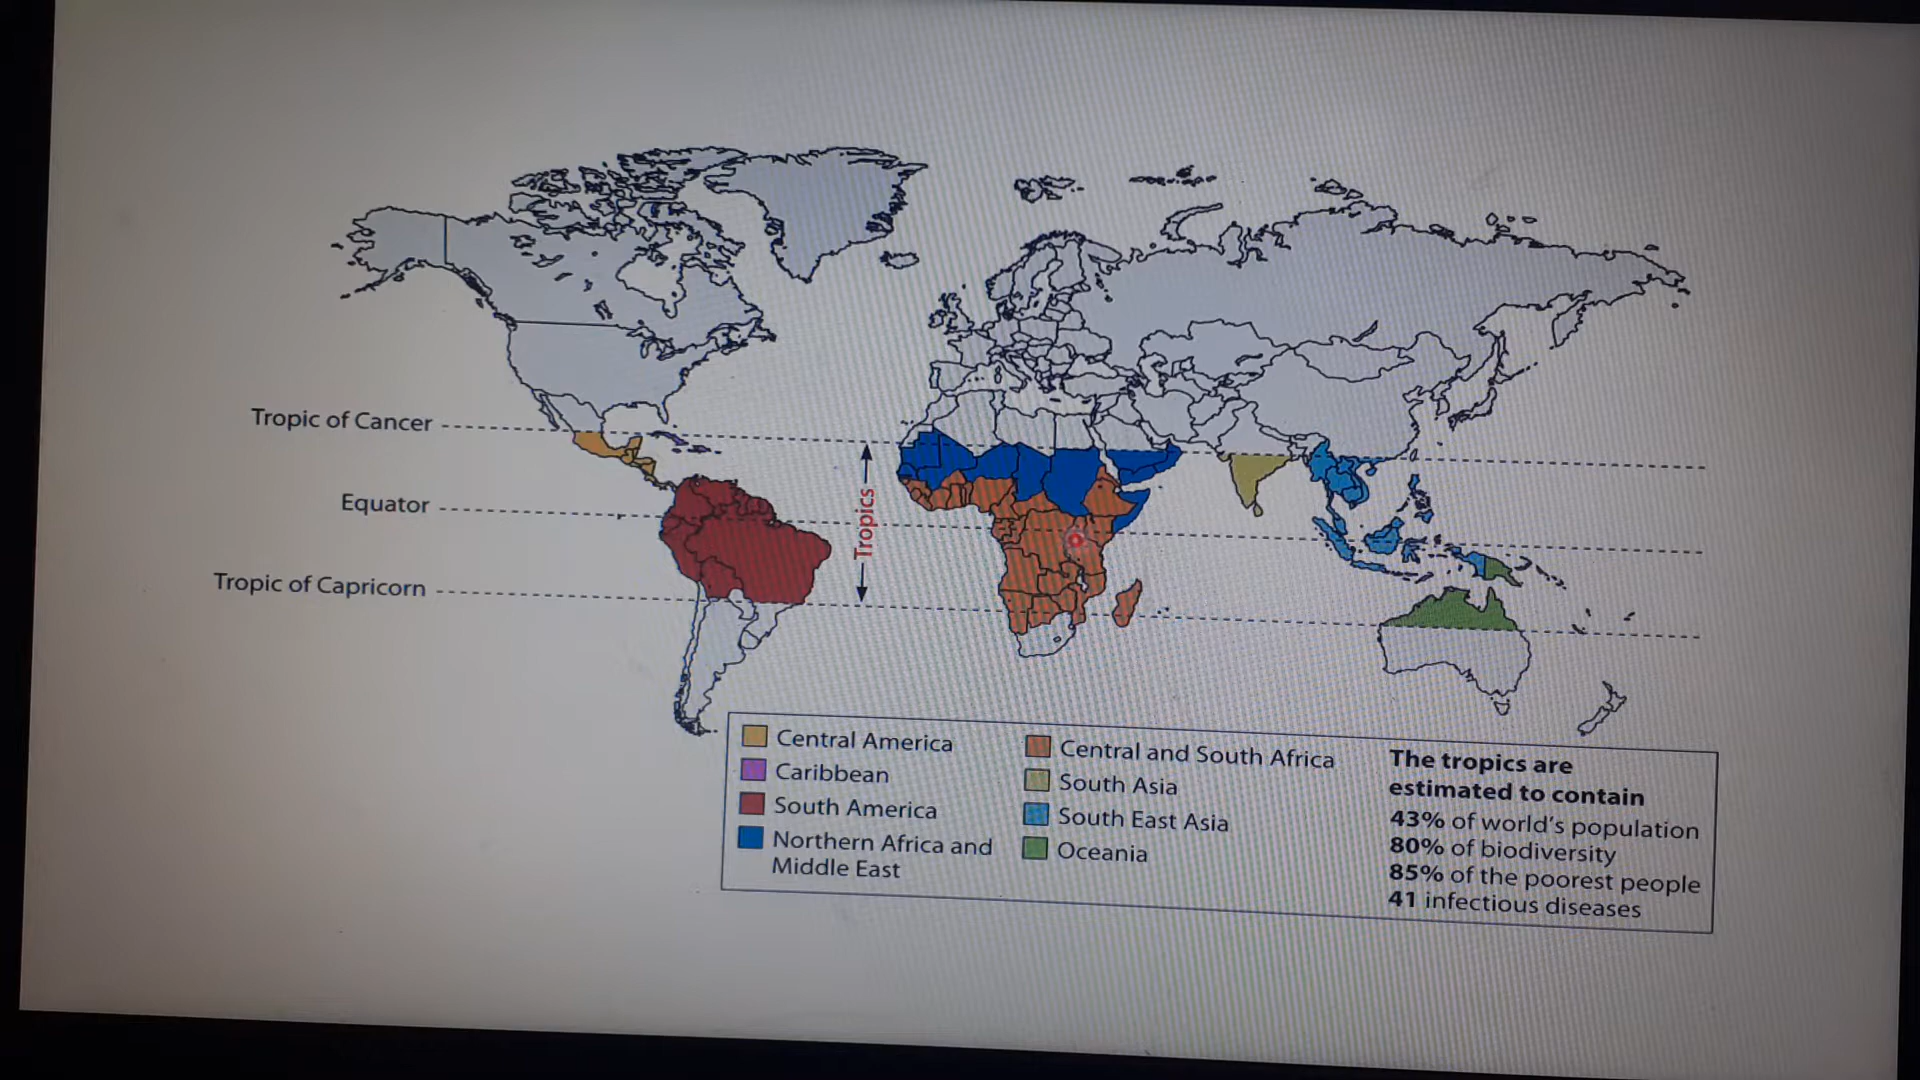 Tropic of Cancer
Equator
Tropic of Capricorn
Tropics
Central America
Caribbean
South America
Northern Africa and
Middle East
Central and South Africa
South Asia
South East Asia
Oceania
The tropics are
estimated to contain
43% of world's population
80% of biodiversity
85% of the poorest people
41 infectious diseases